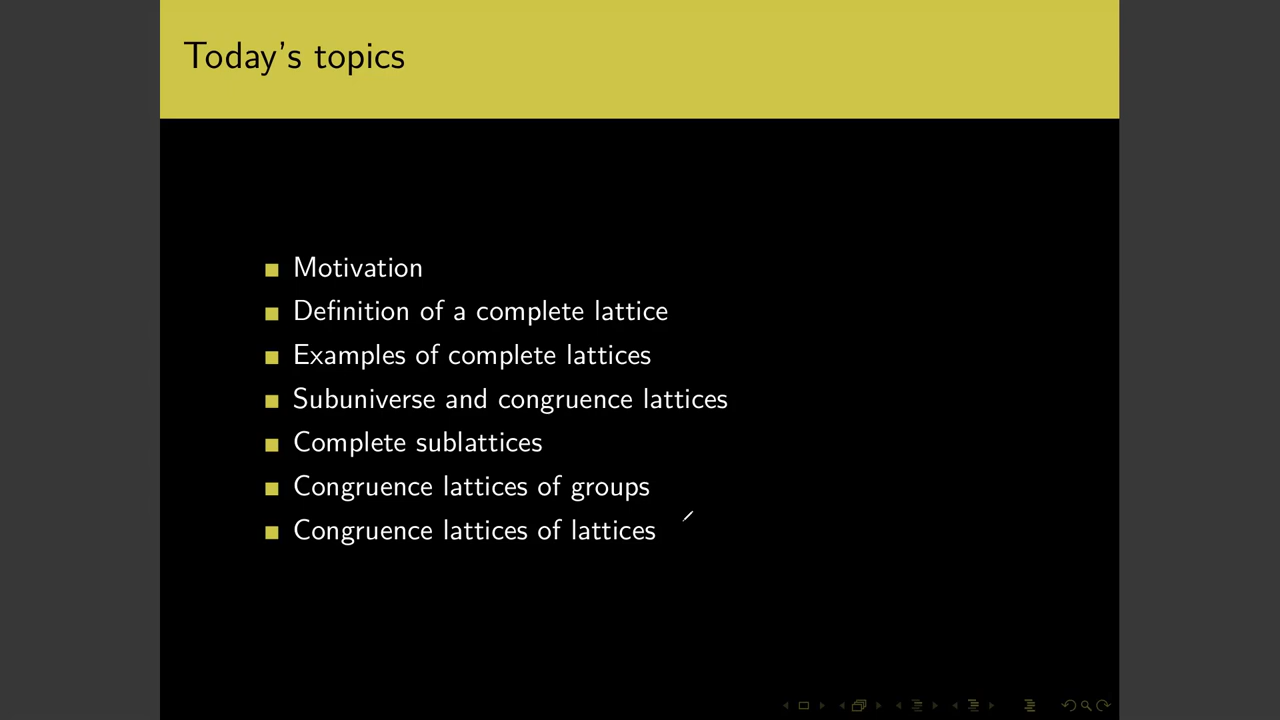 Today's topics
Motivation
Definition of a complete lattice
Examples of complete lattices
Subuniverse and congruence lattices
Complete sublattices
Congruence lattices of groups
Congruence lattices of lattices